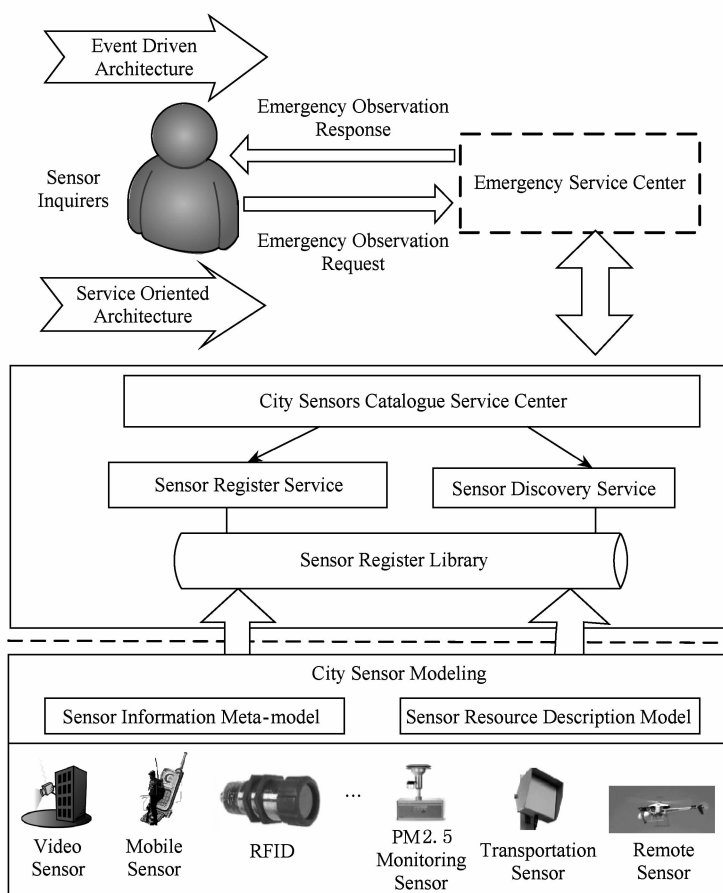 Event Driven
Architecture
Emergency Observation
Response
Sensor
Inquirers
Emergency Service Center
Emergency Observation
Request
Service Oriented
Architecture
City Sensors Catalogue Service Center
Sensor Register Service
Sensor Discovery Service
Sensor Register Library
City Sensor Modeling
Sensor Information Meta-model
Sensor Resource Description Model
...
Video
Sensor
Mobile
Sensor
RFID
PM2.5
Monitoring
Sensor
Transportation
Sensor
Remote
Sensor